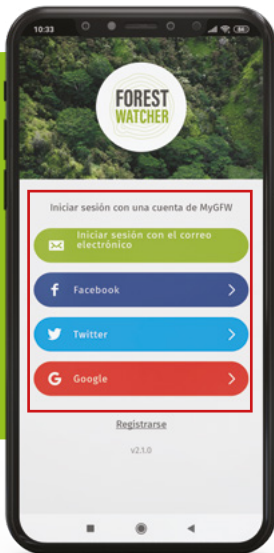 10:33
FOREST
WATCHER
Iniciar sesión con una cuenta de MyGFW
Iniciar sesión con el correo
electrónico
Facebook
Twitter
Google
Registrarse
v2.1.0